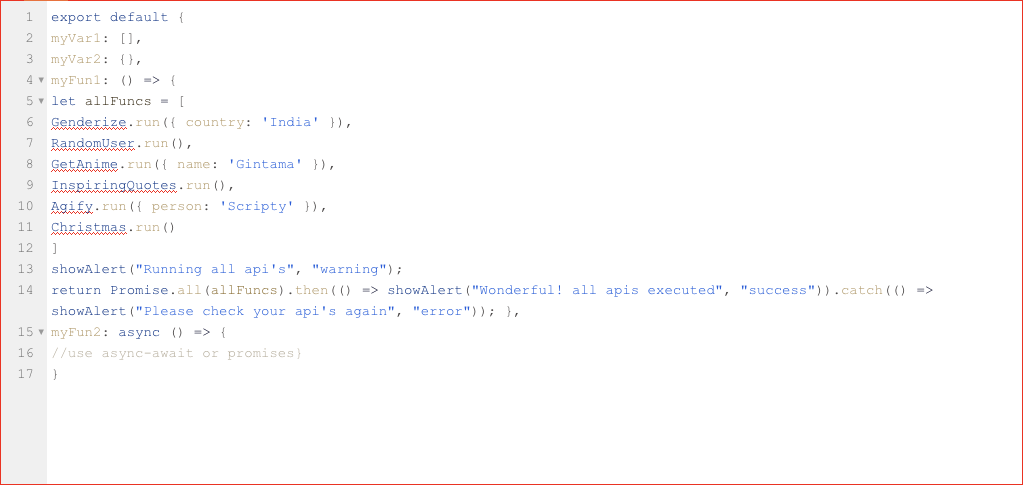 1 export default {
2 myVar1: [],
3 myVar2: {},
4 myFun1: () => {
5 let allFuncs = [
6 Genderize.run({ country: 'India' }),
7 RandomUser.run(),
8 GetAnime.run({ name: 'Gintama' }),
9 InspiringQuotes.run(),
10 Agify.run({ person: 'Scripty' }),
11 Christmas.run()
12 ]
13 showAlert("Running all api's", "warning");
14 return Promise.all(allFuncs).then(() => showAlert("Wonderful! all apis executed", "success")).catch(() =>
showAlert("Please check your api's again", "error")); },
15 myFun2: async () => {
16 //use async-await or promises}
17 }